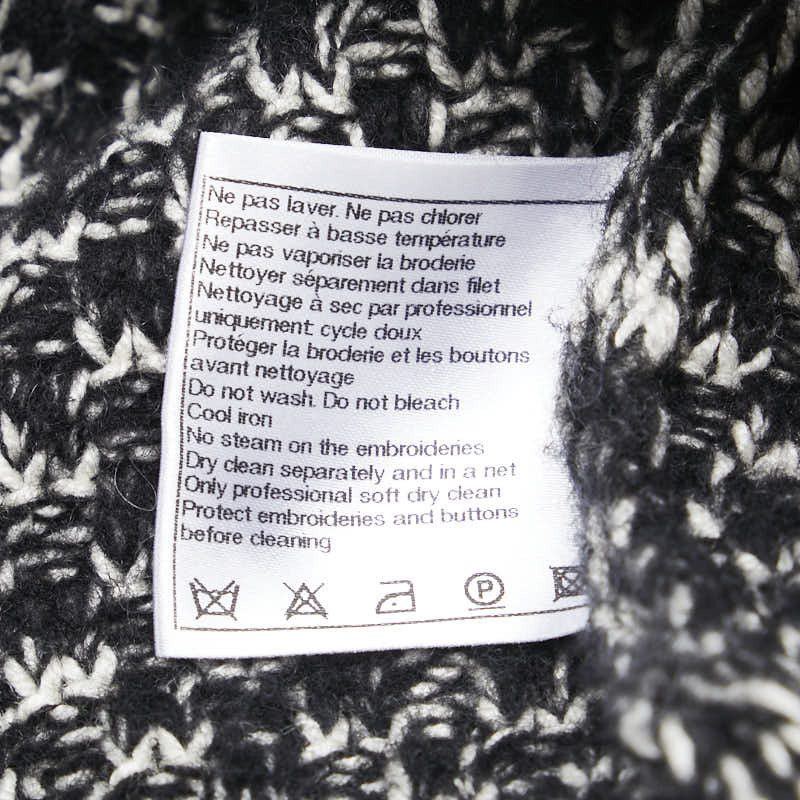 Ne pas laver. Ne pas chlorer
Repasser à basse température
Ne pas vaporiser la broderie
Nettoyer séparement dans filet
Nettoyage à sec par professionnel
uniquement: cycle doux
Protéger la broderie et les boutons
avant nettoyage
Do not wash. Do not bleach
Cool iron
No steam on the embroideries
Dry clean separately and in a net
Only professional soft dry clean
Protect embroideries and buttons
before cleaning
P